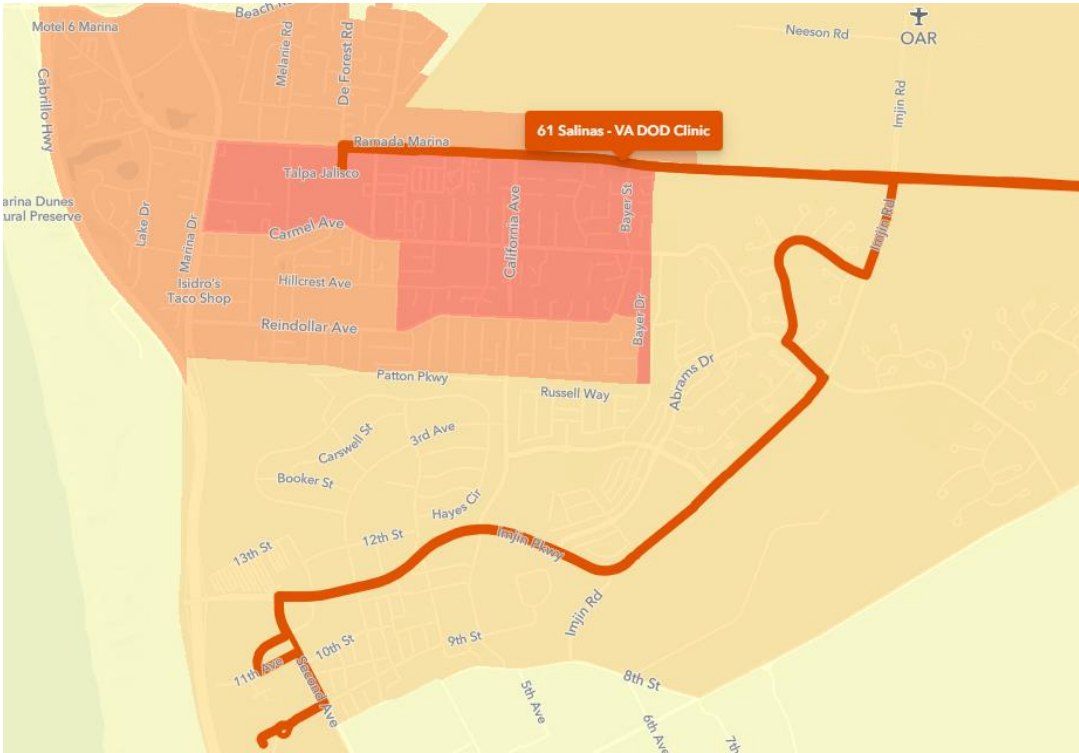 Beach R
Motel 6 Marina
Melanie Rd
De Forest Rd
Neeson Rd
OAR
Cabrillo Hwy
Imjin Rd
61 Salinas - VA DOD Clinic
Ramada Marina
Talpa Jalisco
arina Dunes
tural Preserve
Lake Dr
Marina Dr
Carmel Ave
California Ave
Bayer St
Imjin Rd
Isidro's
Taco Shop
Hillcrest Ave
Reindollar Ave
Bayer Dr
Patton Pkwy
Russell Way
Abrams Dr
Carswell St
3rd Ave
Booker St
Hayes Cir
12th St
13th St
Imjin Pkwy
Imjin Rd
10th St
9th St
11th Ave
Second Ave
8th St
5th Ave
6th Ave
7th